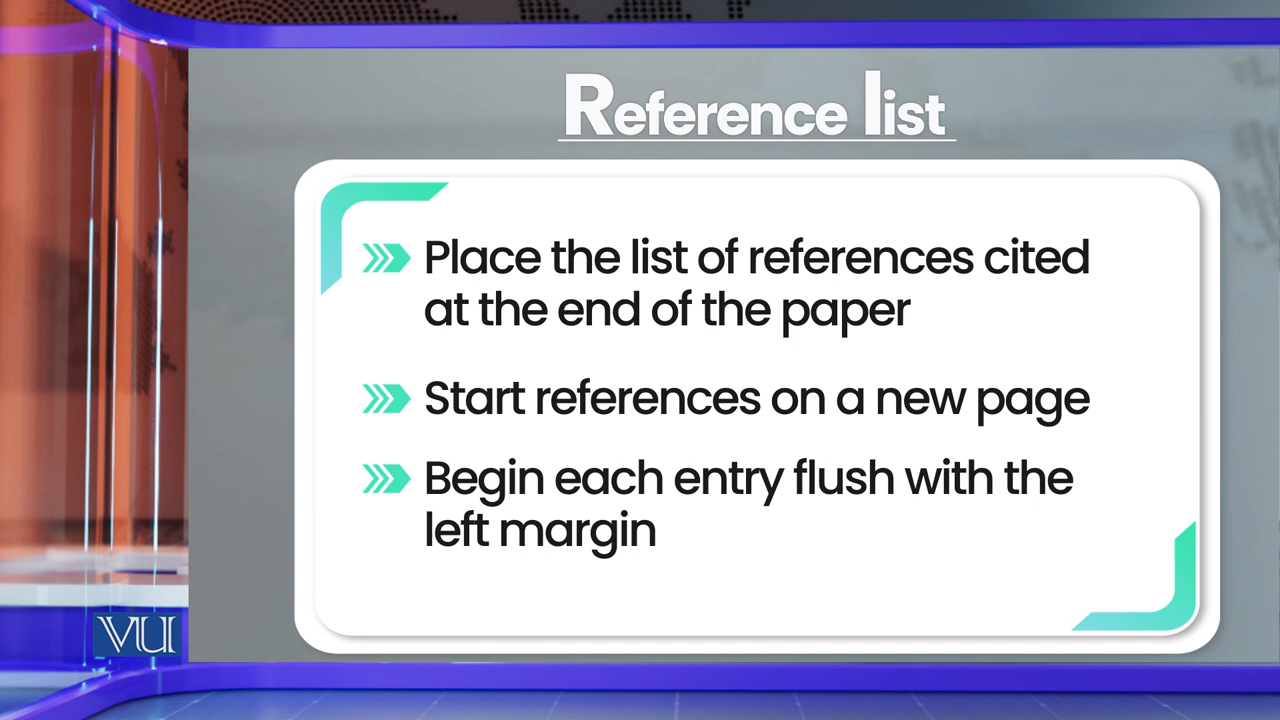 Reference list
Place the list of references cited
at the end of the paper
Start references on a new page
Begin each entry flush with the
left margin
VU